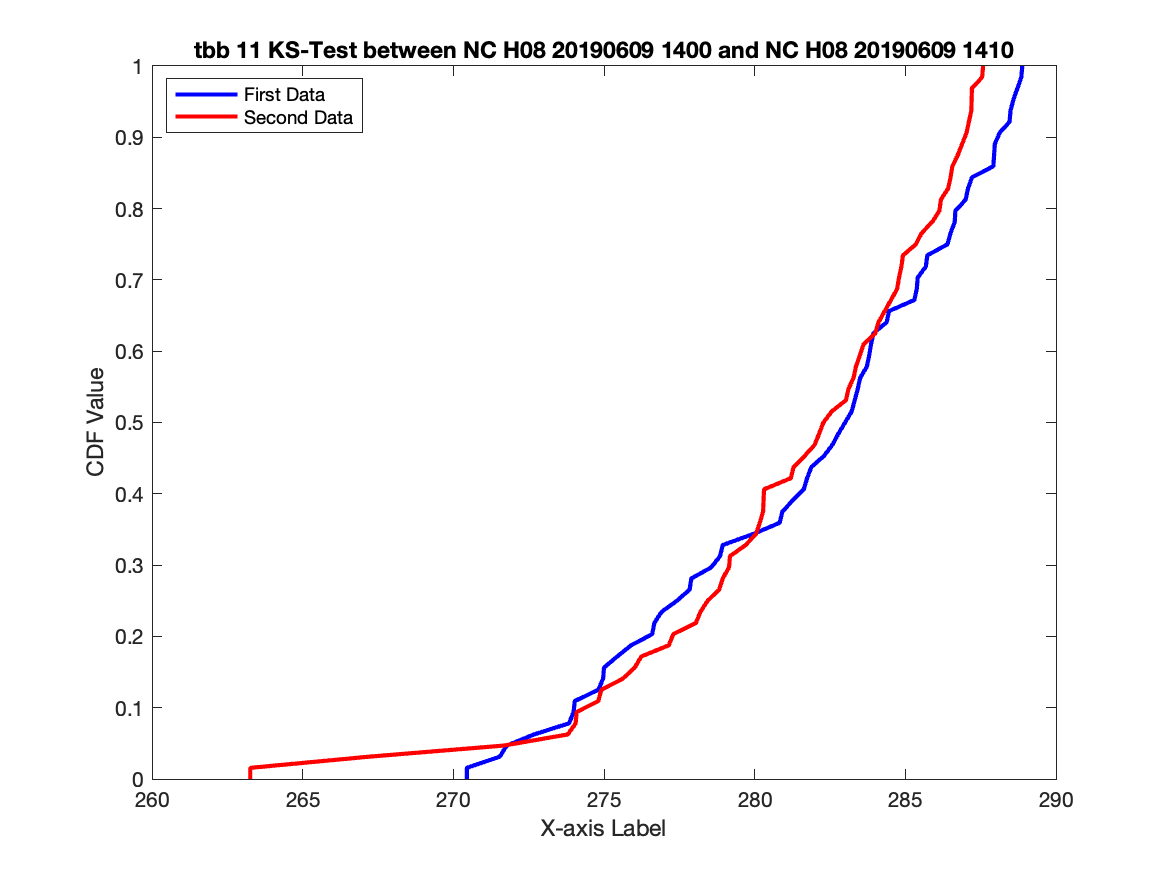 tbb 11 KS-Test between NC H08 20190609 1400 and NC H08 20190609 1410
First Data
Second Data
1
0.9
0.8
0.7
0.6
0.5
0.4
0.3
0.2
0.1
0
CDF Value
260 265 270 275 280 285 290
X-axis Label